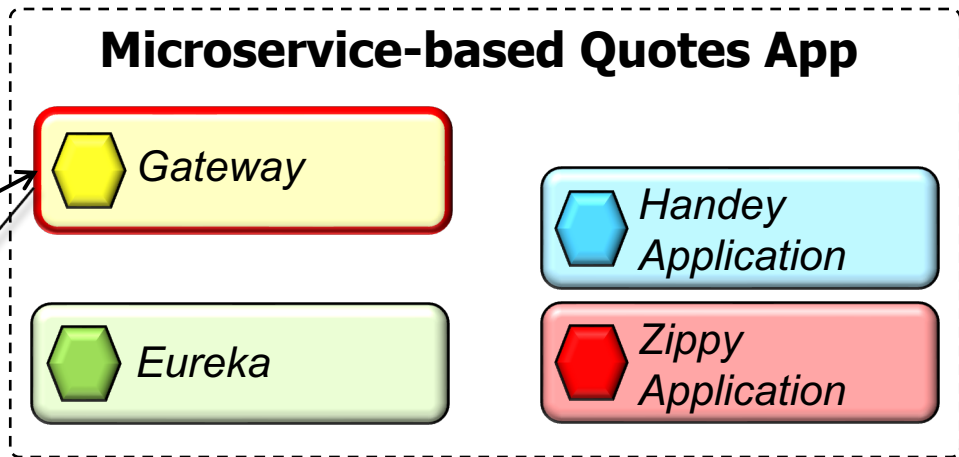 Microservice-based Quotes App
Gateway
Handey
Application
Eureka
Zippy
Application